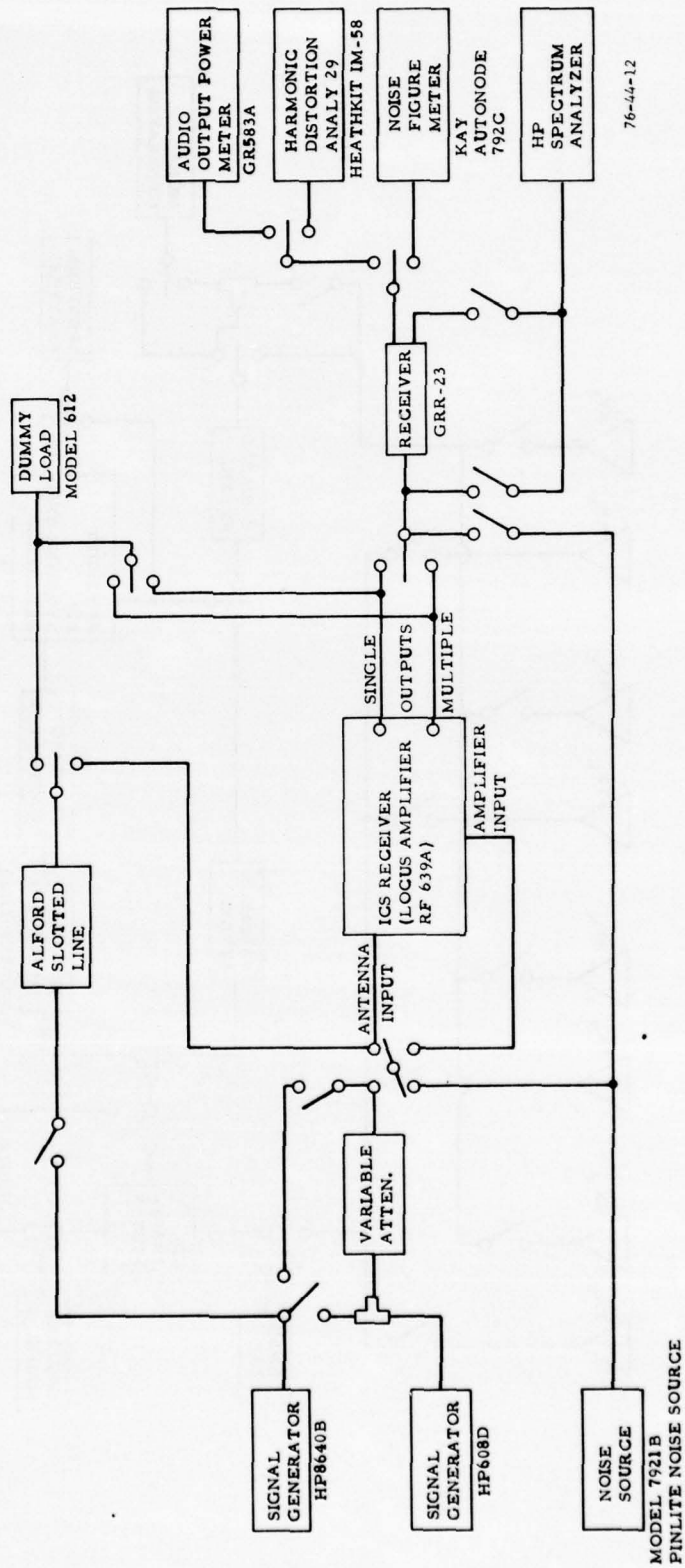 SIGNAL
GENERATOR
HP8640B
SIGNAL
GENERATOR
HP608D
NOISE
SOURCE
MODEL 7921B
PINLITE NOISE SOURCE
VARIABLE
ATTEN.
ALFORD
SLOTTED
LINE
ANTENNA
INPUT
ICS RECEIVER
(LOCUS AMPLIFIER
RF 639A)
AMPLIFIER
INPUT
SINGLE
OUTPUTS
MULTIPLE
DUMMY
LOAD
MODEL 612
RECEIVER
GRR-23
AUDIO
OUTPUT POWER
METER
GR583A
HARMONIC
DISTORTION
ANALY 29
HEATHKIT IM-58
NOISE
FIGURE
METER
KAY
AUTONODE
792C
HP
SPECTRUM
ANALYZER
76-44-12